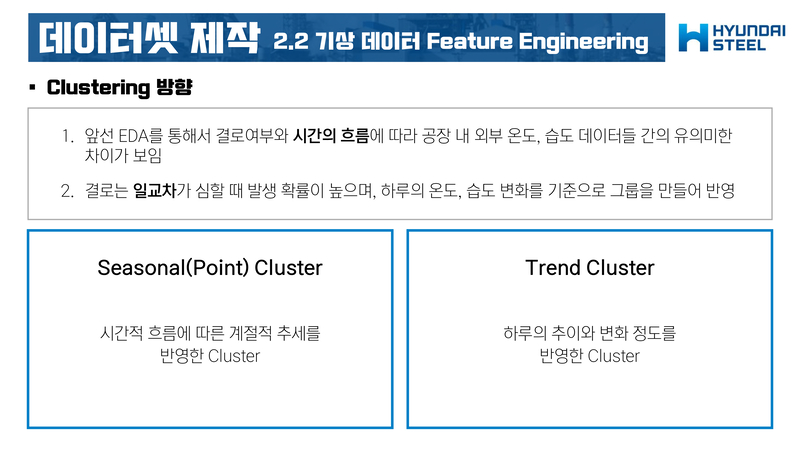 데이터셋 제작 2.2 기상 데이터 Feature Engineering
HYUNDAI
STEEL
▪ Clustering 방향
1. 앞선 EDA를 통해서 결로여부와 시간의 흐름에 따라 공장 내 외부 온도, 습도 데이터들 간의 유의미한
차이가 보임
2. 결로는 일교차가 심할 때 발생 확률이 높으며, 하루의 온도, 습도 변화를 기준으로 그룹을 만들어 반영
Seasonal(Point) Cluster
시간적 흐름에 따른 계절적 추세를
반영한 Cluster
Trend Cluster
하루의 추이와 변화 정도를
반영한 Cluster